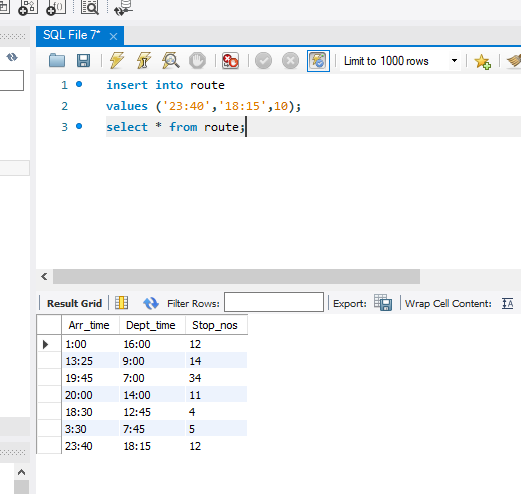 SQL File 7*
Limit to 1000 rows
1 insert into route
2 values ('23:40','18:15',10);
3 select * from route;
Result Grid Filter Rows: Export: Wrap Cell Content:
Arr_time Dept_time Stop_nos
1:00 16:00 12
13:25 9:00 14
19:45 7:00 34
20:00 14:00 11
18:30 12:45 4
3:30 7:45 5
23:40 18:15 12